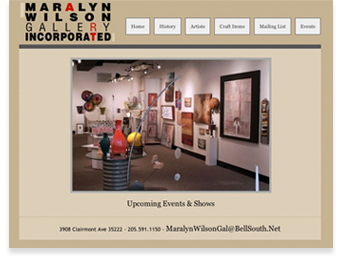 MARALYN
WILSON
GALLERY
INCORPORATED
Home
History
Artists
Craft Items
Mailing List
Events
Upcoming Events & Shows
3908 Clairmont Ave 35222 - 205.591.1150 - MaralynWilsonGal@BellSouth.Net